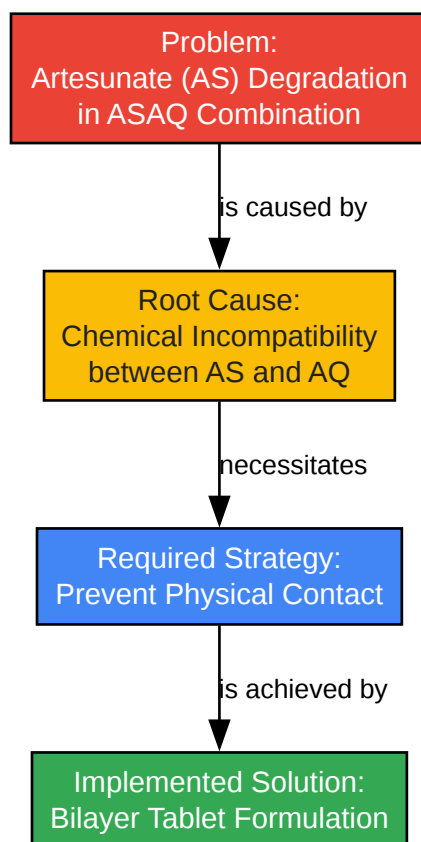 Problem:
Artesunate (AS) Degradation
in ASAQ Combination
is caused by
Root Cause:
Chemical Incompatibility
between AS and AQ
necessitates
Required Strategy:
Prevent Physical Contact
is achieved by
Implemented Solution:
Bilayer Tablet Formulation